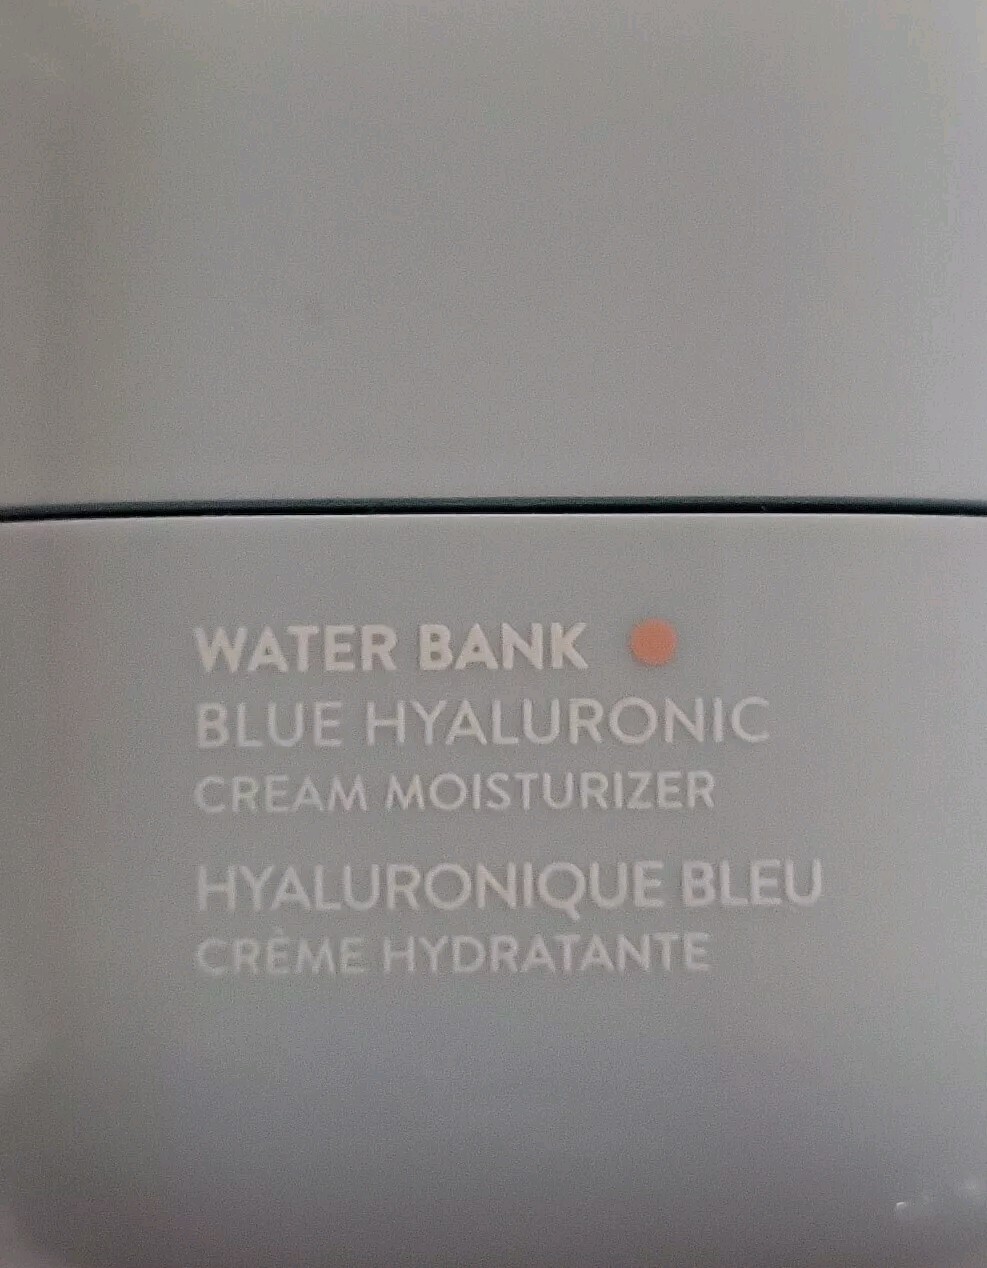 WATER BANK
BLUE HYALURONIC
CREAM MOISTURIZER
HYALURONIQUE BLEU
CRÈME HYDRATANTE